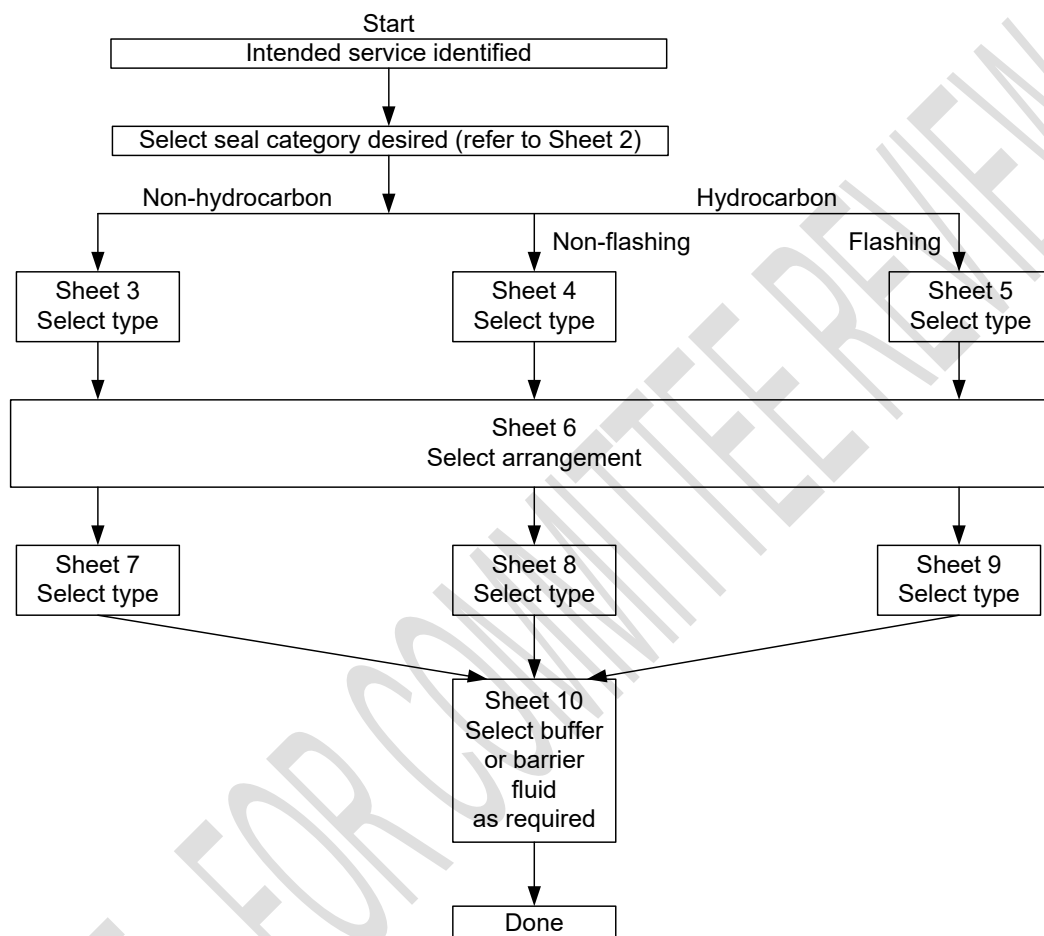 Start
Intended service identified
Select seal category desired (refer to Sheet 2)
Non-hydrocarbon
Hydrocarbon
Non-flashing
Flashing
Sheet 3
Select type
Sheet 4
Select type
Sheet 5
Select type
Sheet 6
Select arrangement
Sheet 7
Select type
Sheet 8
Select type
Sheet 9
Select type
Sheet 10
Select buffer
or barrier
fluid
as required
Done
FOR COMMITTEE REVIEW